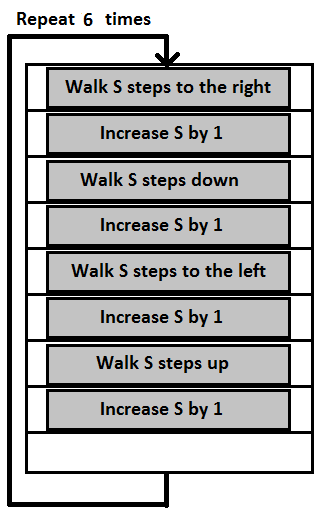 Repeat 6 times
Walk S steps to the right
Increase S by 1
Walk S steps down
Increase S by 1
Walk S steps to the left
Increase S by 1
Walk S steps up
Increase S by 1